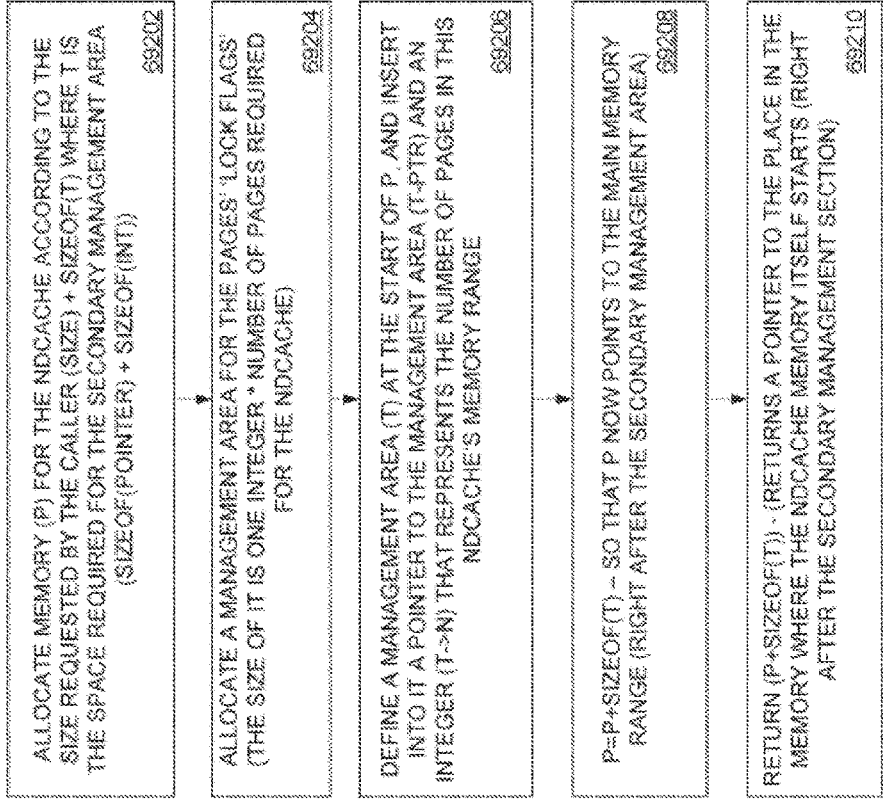 ALLOCATE MEMORY (P) FOR THE NDCACHE ACCORDING TO THE
SIZE REQUESTED BY THE CALLER (SIZE) + SIZEOF(T) WHERE T IS
THE SPACE REQUIRED FOR THE SECONDARY MANAGEMENT AREA
(SIZEOF(POINTER) + SIZEOF(INT))
69202
ALLOCATE A MANAGEMENT AREA FOR THE PAGES' 'LOCK FLAGS'
(THE SIZE OF IT IS ONE INTEGER * NUMBER OF PAGES REQUIRED
FOR THE NDCACHE)
69204
DEFINE A MANAGEMENT AREA (T) AT THE START OF P, AND INSERT
INTO IT A POINTER TO THE MANAGEMENT AREA (T-PTR) AND AN
INTEGER (T->N) THAT REPRESENTS THE NUMBER OF PAGES IN THIS
NDCACHE'S MEMORY RANGE
69206
P=P+SIZEOF(T) – SO THAT P NOW POINTS TO THE MAIN MEMORY
RANGE (RIGHT AFTER THE SECONDARY MANAGEMENT AREA)
69208
RETURN (P+SIZEOF(T)) - (RETURNS A POINTER TO THE PLACE IN THE
MEMORY WHERE THE NDCACHE MEMORY ITSELF STARTS (RIGHT
AFTER THE SECONDARY MANAGEMENT SECTION)
69210